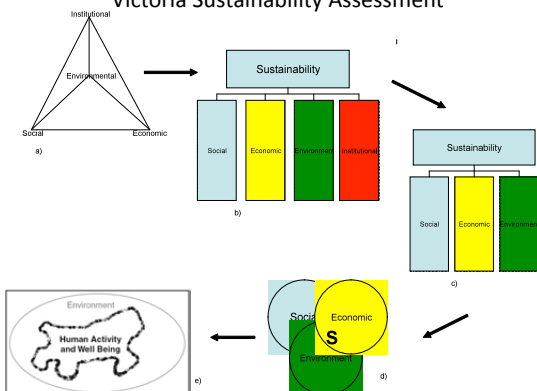 Victoria Sustainability Assessment
Institutional
Environmental
Social
Economic
a)
I
Sustainability
Social
Economic
Environment
Institutional
b)
Sustainability
Social
Economic
Environmen
c)
Social
Economic
S
Environment
d)
Environment
Human Activity
and Well Being
e)